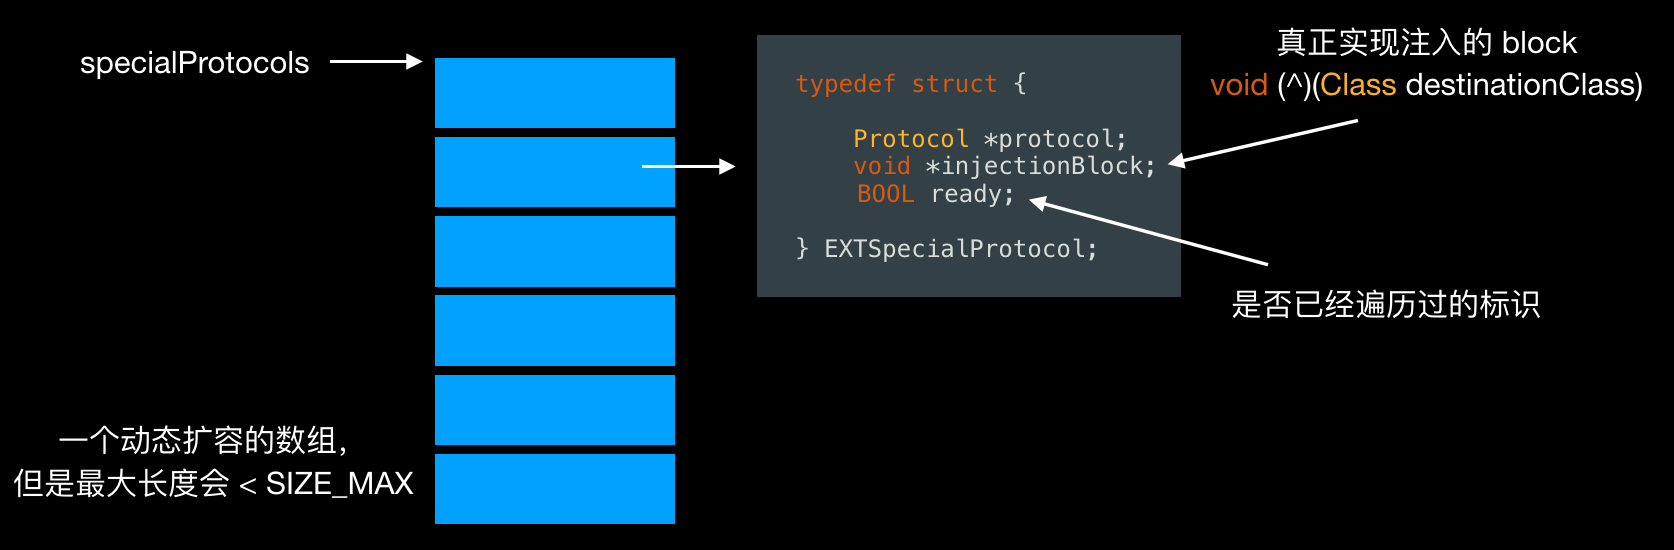 specialProtocols
一个动态扩容的数组，
但是最大长度会 < SIZE_MAX
typedef struct {
Protocol *protocol;
void *injectionBlock;
BOOL ready;
} EXTSpecialProtocol;
真正实现注入的 block
void (^)(Class destinationClass)
是否已经遍历过的标识